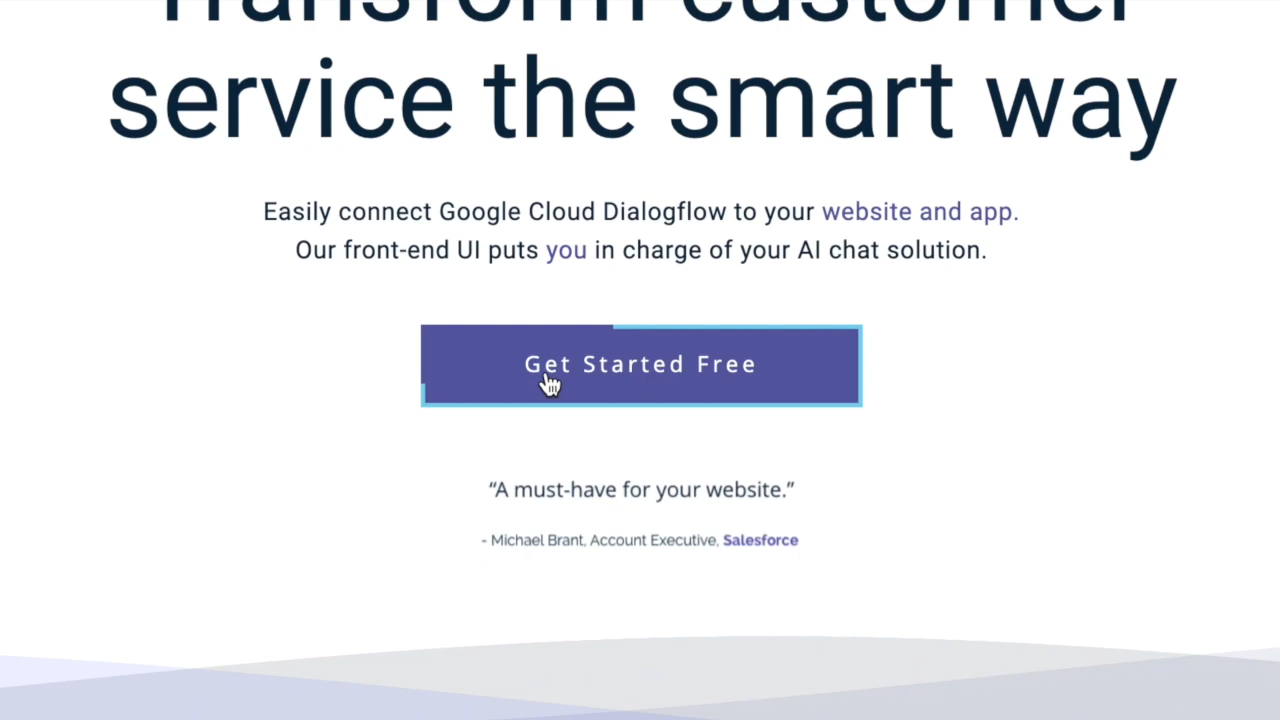 Transform customer
service the smart way
Easily connect Google Cloud Dialogflow to your website and app.
Our front-end UI puts you in charge of your AI chat solution.
Get Started Free
“A must-have for your website.”
- Michael Brant, Account Executive, Salesforce